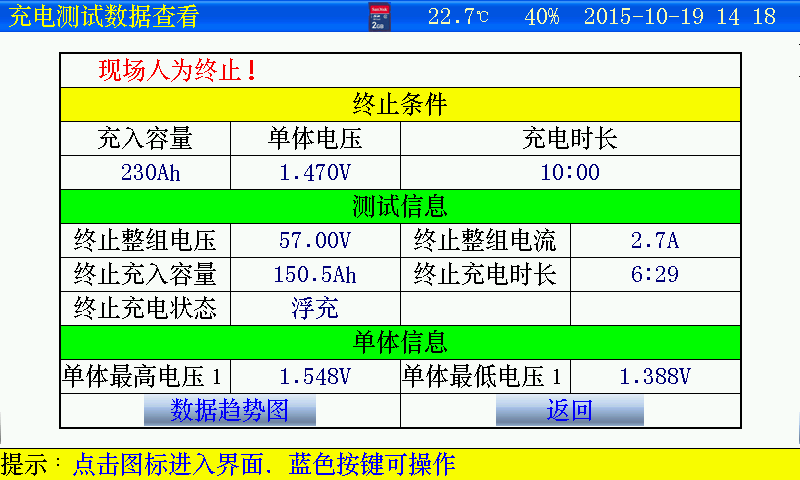 充电测试数据查看 22.7℃ 40% 2015-10-19 14 18
SanDisk
2GB
现场人为终止!
终止条件
充入容量 单体电压 充电时长
230Ah 1.470V 10:00
测试信息
终止整组电压 57.00V 终止整组电流 2.7A
终止充入容量 150.5Ah 终止充电时长 6:29
终止充电状态 浮充
单体信息
单体最高电压1 1.548V 单体最低电压1 1.388V
数据趋势图 返回
提示:点击图标进入界面. 蓝色按键可操作